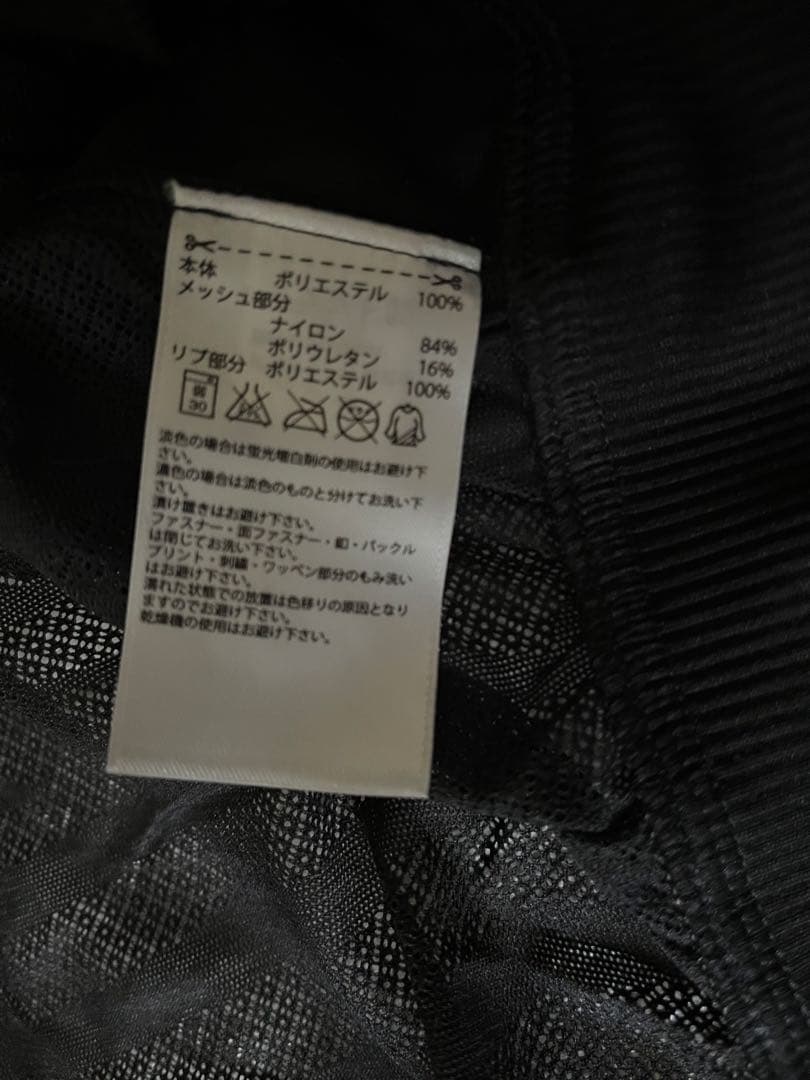 本体 ポリエステル 100%
メッシュ部分
ナイロン 84%
ポリウレタン 16%
リブ部分 ポリエステル 100%
弱
30
淡色の場合は蛍光増白剤の使用はお避け下
さい。
濃色の場合は淡色のものと分けてお洗い下
さい。
漬け置きはお避け下さい。
ファスナー・面ファスナー・釦・バックル
は閉じてお洗い下さい。
プリント・刺繍・ワッペン部分のもみ洗い
はお避け下さい。
濡れた状態での放置は色移りの原因となり
ますのでお避け下さい。
乾燥機の使用はお避け下さい。